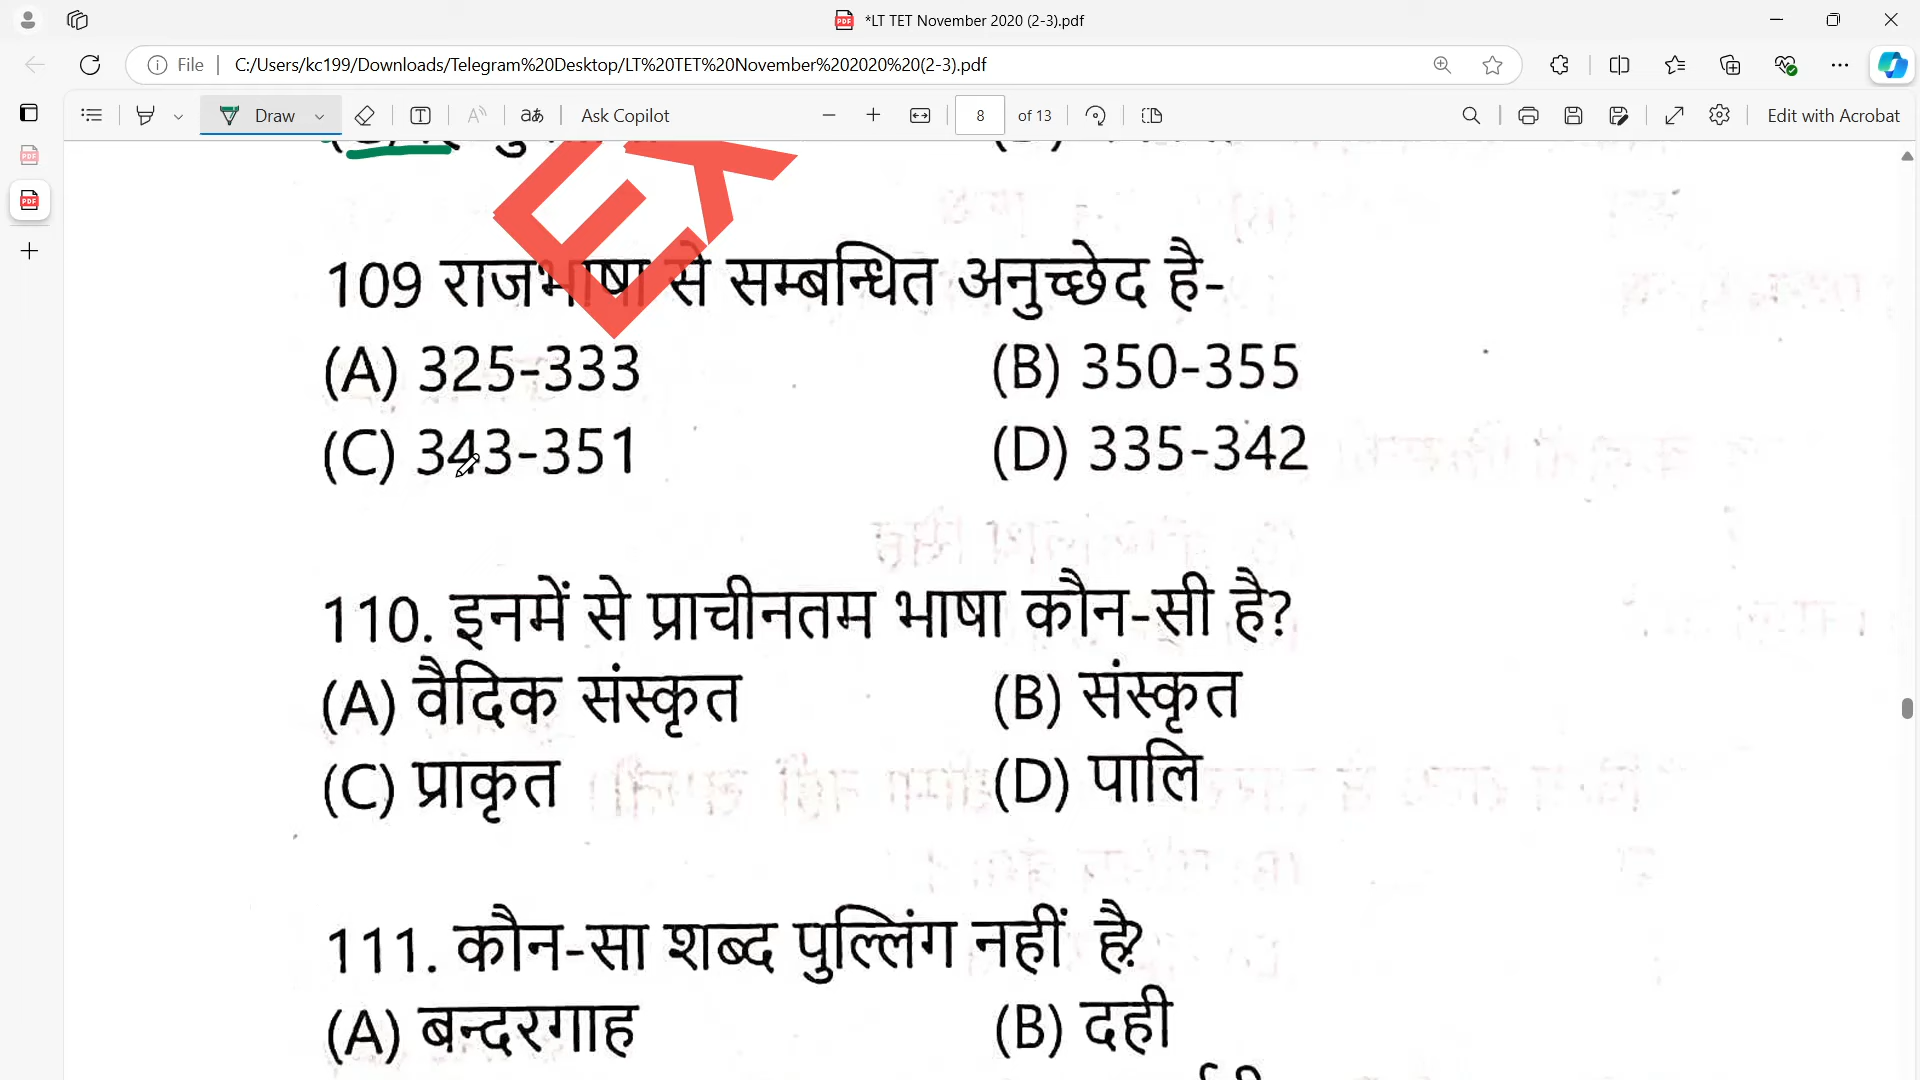 *LT TET November 2020 (2-3).pdf
File
C:/Users/kc199/Downloads/Telegram%20Desktop/LT%20TET%20November%202020%20(2-3).pdf
Draw
Ask Copilot
8 of 13
Edit with Acrobat
109 राजभाषा से सम्बन्धित अनुच्छेद है-
(A) 325-333 (B) 350-355
(C) 343-351 (D) 335-342
110. इनमें से प्राचीनतम भाषा कौन-सी है?
(A) वैदिक संस्कृत (B) संस्कृत
(C) प्राकृत (D) पालि
111. कौन-सा शब्द पुल्लिंग नहीं है?
(A) बन्दरगाह (B) दही